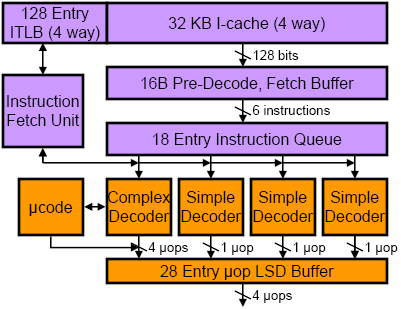 128 Entry
ITLB (4 way)
32 KB I-cache (4 way)
128 bits
16B Pre-Decode, Fetch Buffer
Instruction
Fetch Unit
6 instructions
18 Entry Instruction Queue
µcode
Complex
Decoder
Simple
Decoder
Simple
Decoder
Simple
Decoder
4 µops
1 µop
1 µop
1 µop
28 Entry µop LSD Buffer
4 µops